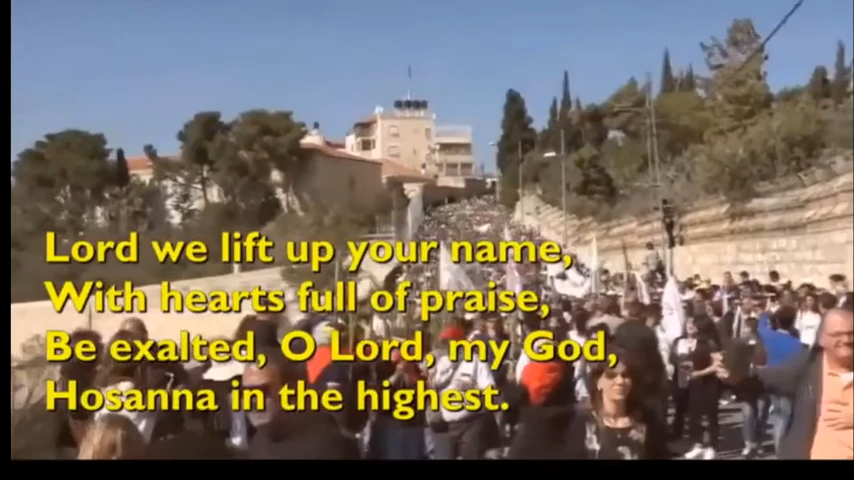 Lord we lift up your name,
With hearts full of praise,
Be exalted, O Lord, my God,
Hosanna in the highest.